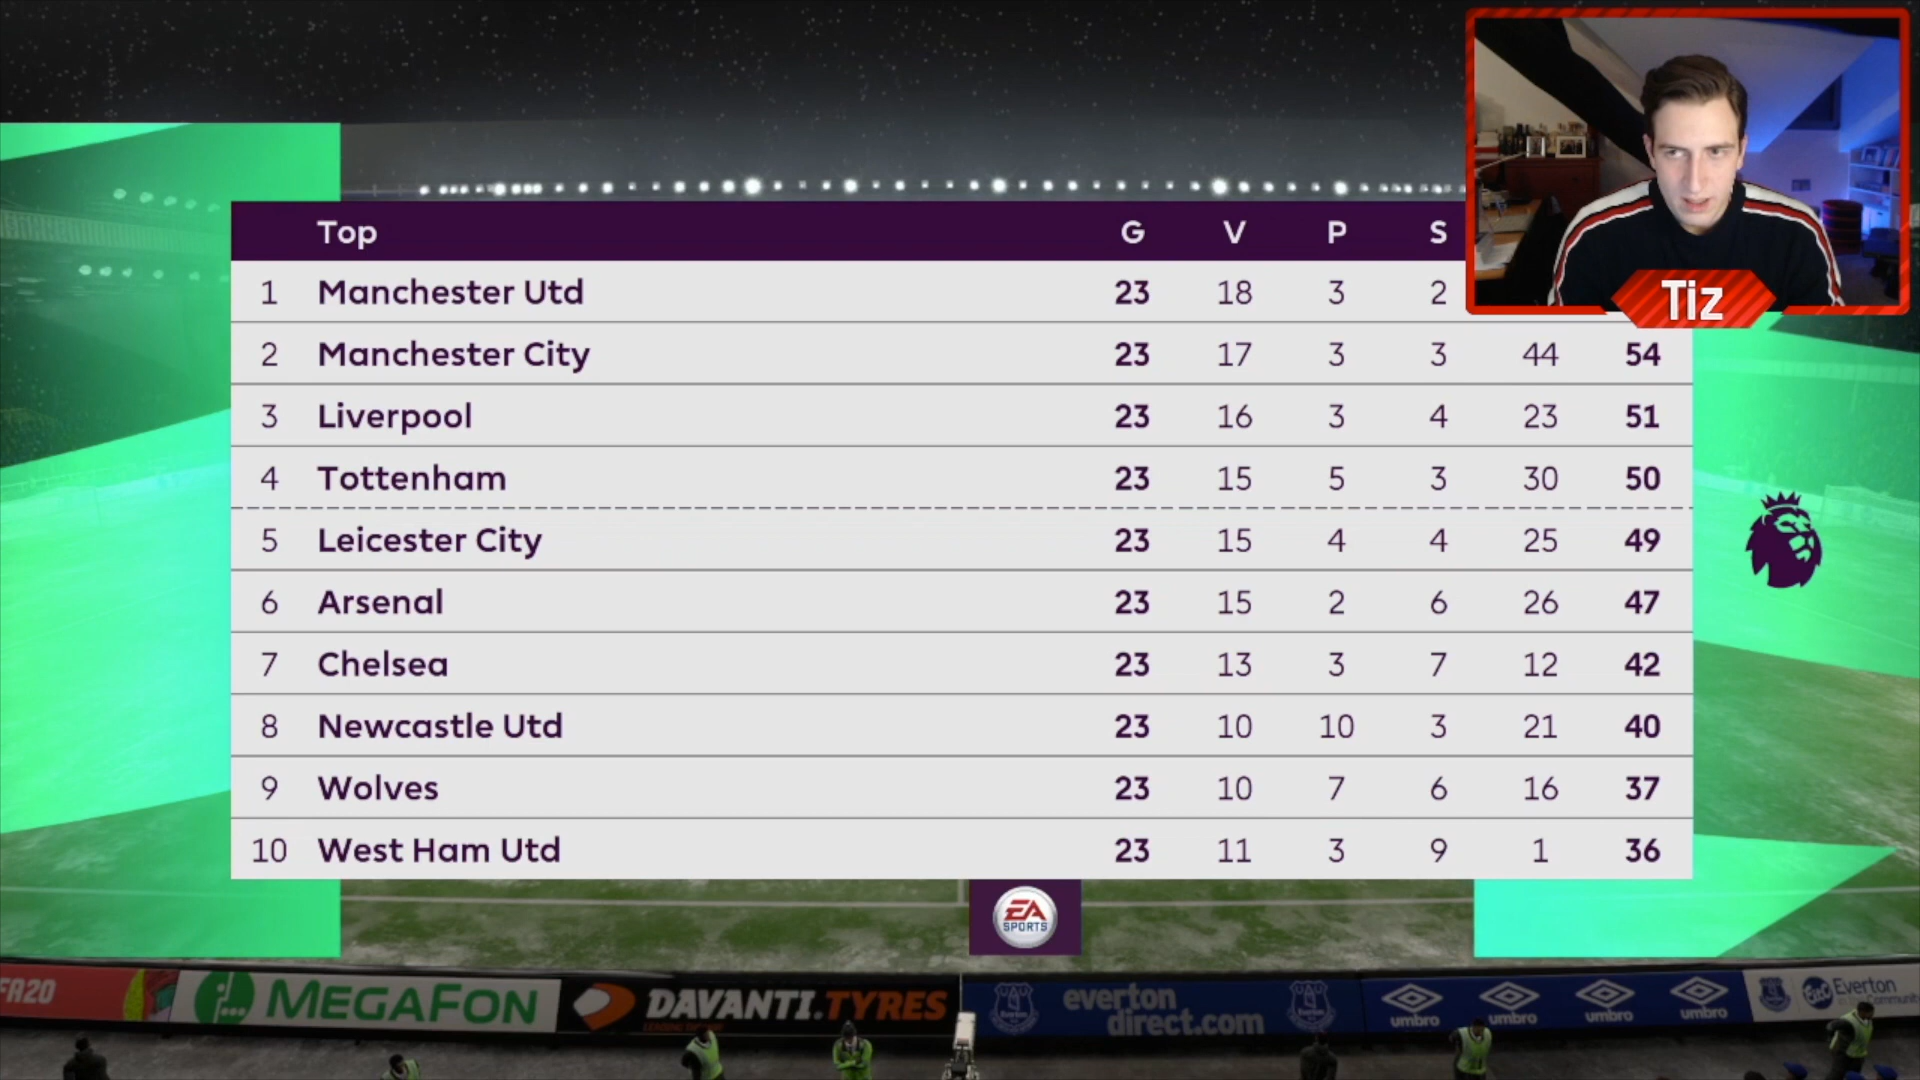 Top G V P S
1 Manchester Utd 23 18 3 2
2 Manchester City 23 17 3 3 44 54
3 Liverpool 23 16 3 4 23 51
4 Tottenham 23 15 5 3 30 50
5 Leicester City 23 15 4 4 25 49
6 Arsenal 23 15 2 6 26 47
7 Chelsea 23 13 3 7 12 42
8 Newcastle Utd 23 10 10 3 21 40
9 Wolves 23 10 7 6 16 37
10 West Ham Utd 23 11 3 9 1 36
Tiz
EA
SPORTS
FA20
MEGAFON
DAVANTI.TYRES
everton
direct.com
umbro
umbro
umbro
umbro
EitC Everton